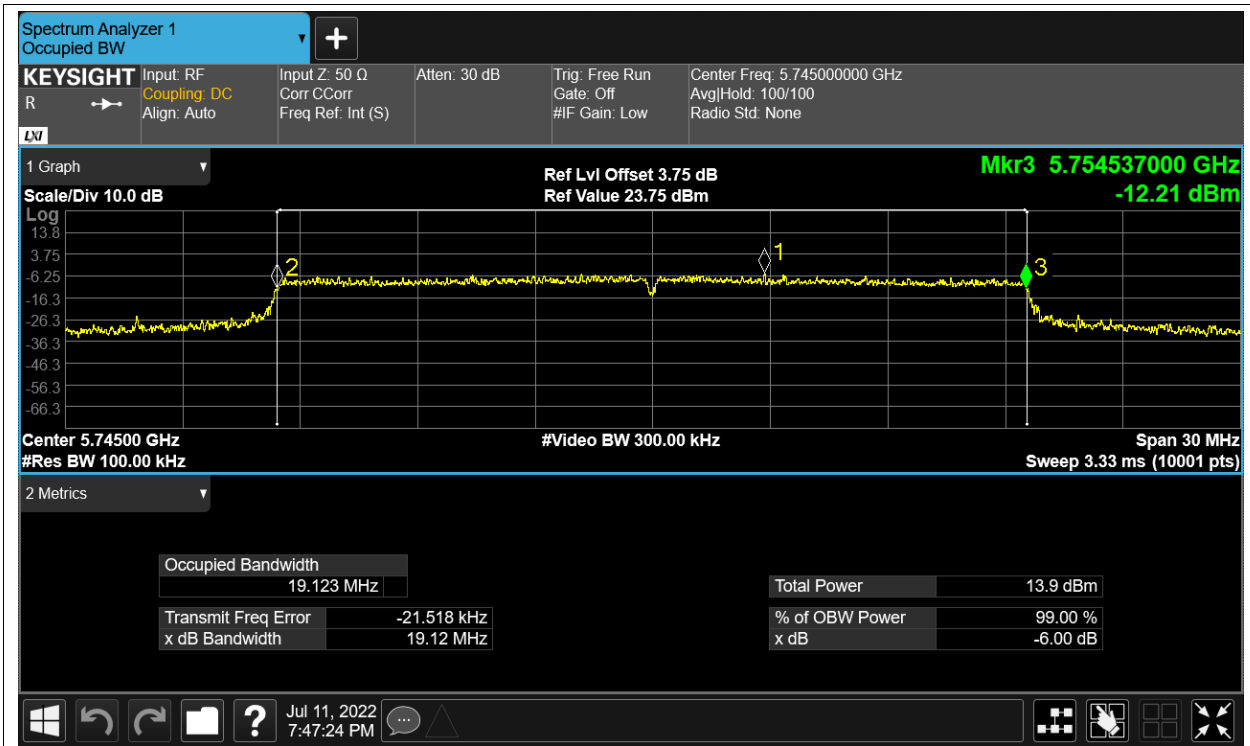 Spectrum Analyzer 1
Occupied BW
KEYSIGHT
R
LXI
Input: RF
Coupling: DC
Align: Auto
Input Z: 50 Ω
Corr CCorr
Freq Ref: Int (S)
Atten: 30 dB
Trig: Free Run
Gate: Off
#IF Gain: Low
Center Freq: 5.745000000 GHz
Avg|Hold: 100/100
Radio Std: None
1 Graph
Scale/Div 10.0 dB
Ref Lvl Offset 3.75 dB
Ref Value 23.75 dBm
Mkr3 5.754537000 GHz
-12.21 dBm
Log
13.8
3.75
-6.25
-16.3
-26.3
-36.3
-46.3
-56.3
-66.3
2
1
3
Center 5.74500 GHz
#Res BW 100.00 kHz
#Video BW 300.00 kHz
Span 30 MHz
Sweep 3.33 ms (10001 pts)
2 Metrics
Occupied Bandwidth
19.123 MHz
Transmit Freq Error -21.518 kHz
x dB Bandwidth 19.12 MHz
Total Power 13.9 dBm
% of OBW Power 99.00 %
x dB -6.00 dB
?
Jul 11, 2022
7:47:24 PM